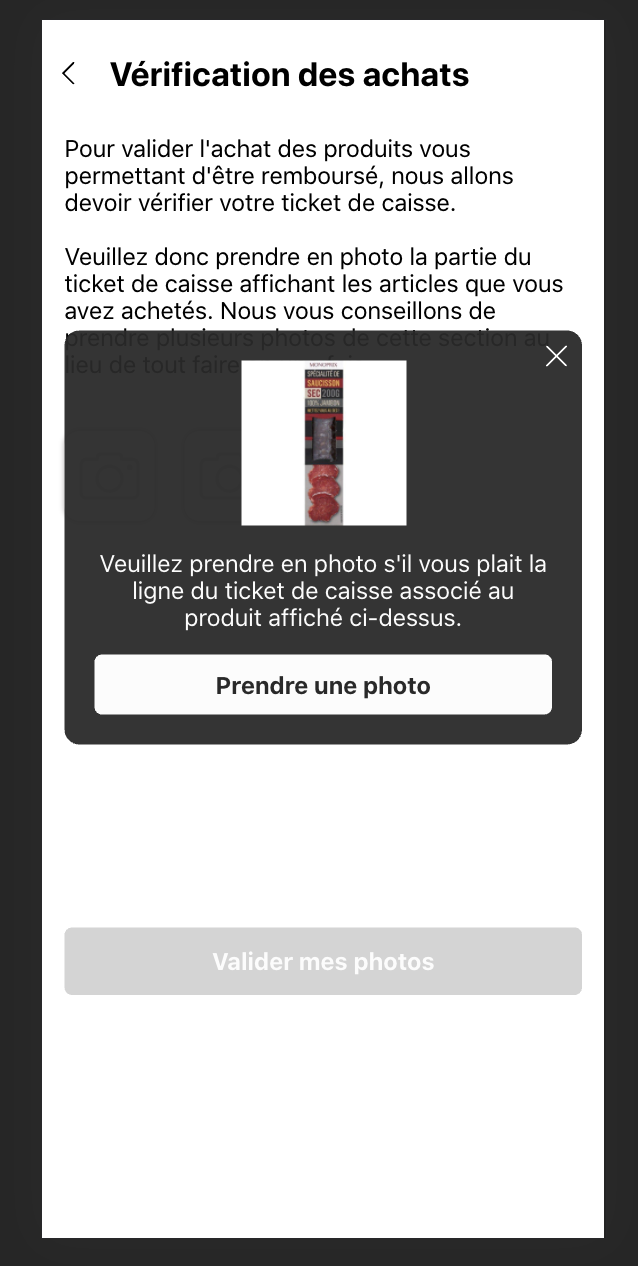 Vérification des achats
Pour valider l'achat des produits vous
permettant d'être remboursé, nous allons
devoir vérifier votre ticket de caisse.
Veuillez donc prendre en photo la partie du
ticket de caisse affichant les articles que vous
avez achetés. Nous vous conseillons de
prendre plusieurs photos de cette section au
lieu de tout faire
MONOPRIX
SPÉCIALITÉ DE
SAUCISSON
SEC 200G
100% JAMBON
Veuillez prendre en photo s'il vous plait la
ligne du ticket de caisse associé au
produit affiché ci-dessus.
Prendre une photo
Valider mes photos